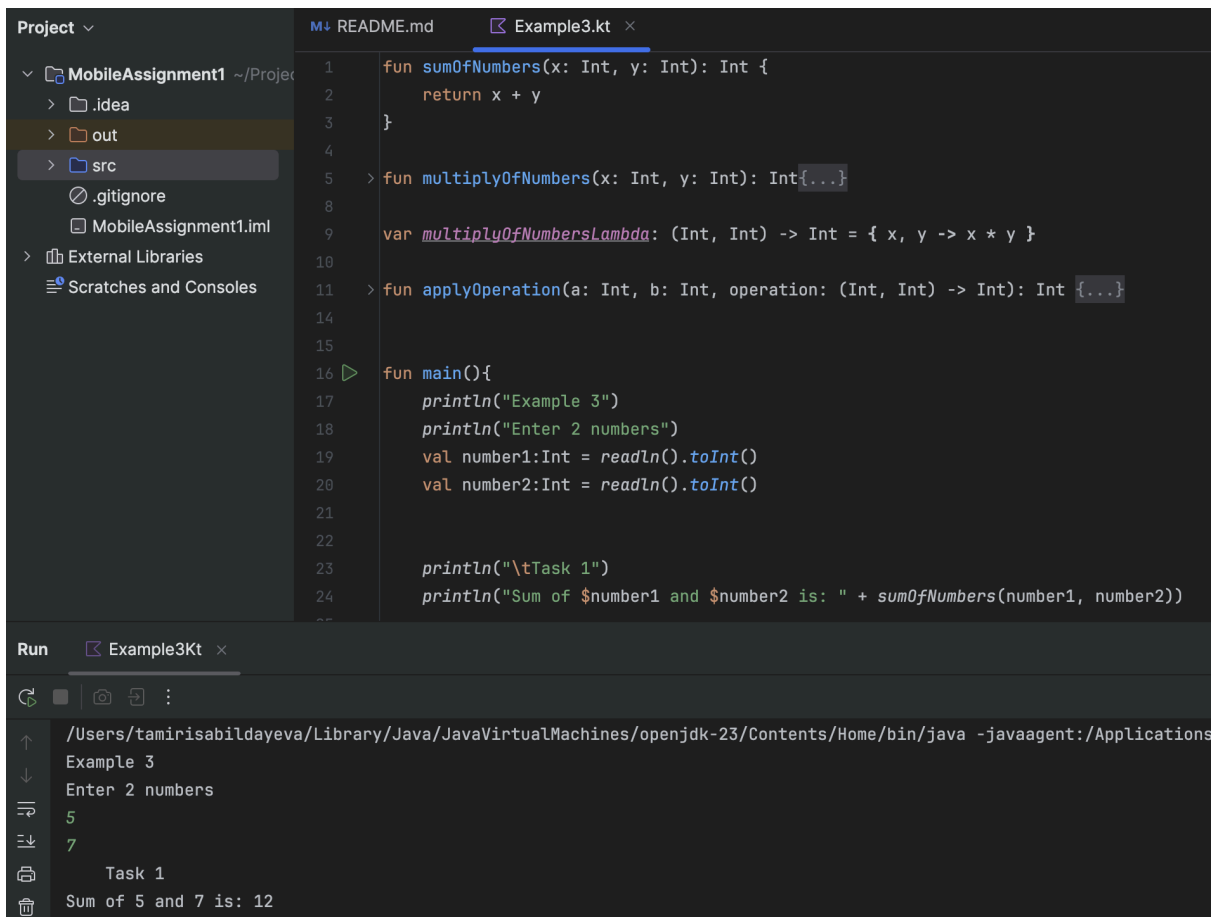 Project
README.md
Example3.kt
MobileAssignment1 ~/Projec
.idea
out
src
.gitignore
MobileAssignment1.iml
External Libraries
Scratches and Consoles
1 fun sumOfNumbers(x: Int, y: Int): Int {
2 return x + y
3 }
4
5 fun multiplyOfNumbers(x: Int, y: Int): Int{...}
8
9 var multiplyOfNumbersLambda: (Int, Int) -> Int = { x, y -> x * y }
10
11 fun applyOperation(a: Int, b: Int, operation: (Int, Int) -> Int): Int {...}
14
15
16 fun main(){
17 println("Example 3")
18 println("Enter 2 numbers")
19 val number1:Int = readln().toInt()
20 val number2:Int = readln().toInt()
21
22
23 println("\tTask 1")
24 println("Sum of $number1 and $number2 is: " + sumOfNumbers(number1, number2))
Run Example3Kt
/Users/tamirisabildayeva/Library/Java/JavaVirtualMachines/openjdk-23/Contents/Home/bin/java -javaagent:/Applications
Example 3
Enter 2 numbers
5
7
Task 1
Sum of 5 and 7 is: 12